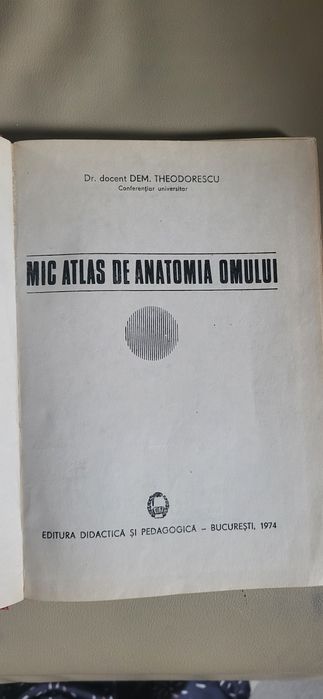 Dr. docent DEM. THEODORESCU
Conferențiar universitar
MIC ATLAS DE ANATOMIA OMULUI
EDITURA DIDACTICĂ ȘI PEDAGOGICĂ – BUCUREȘTI, 1974